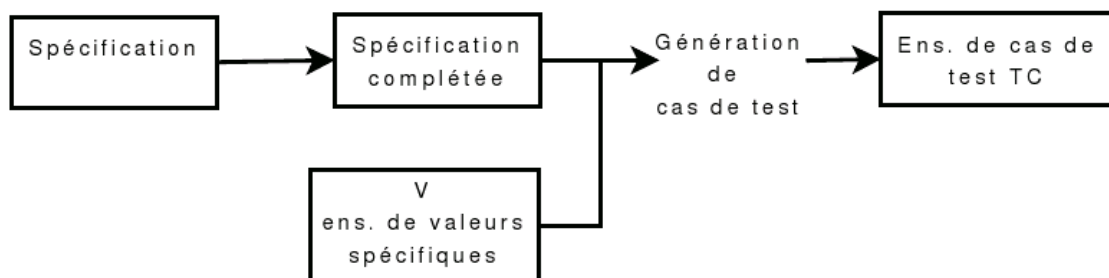 Spécification
Spécification
complétée
Génération
de
cas de test
Ens. de cas de
test TC
V
ens. de valeurs
spécifiques